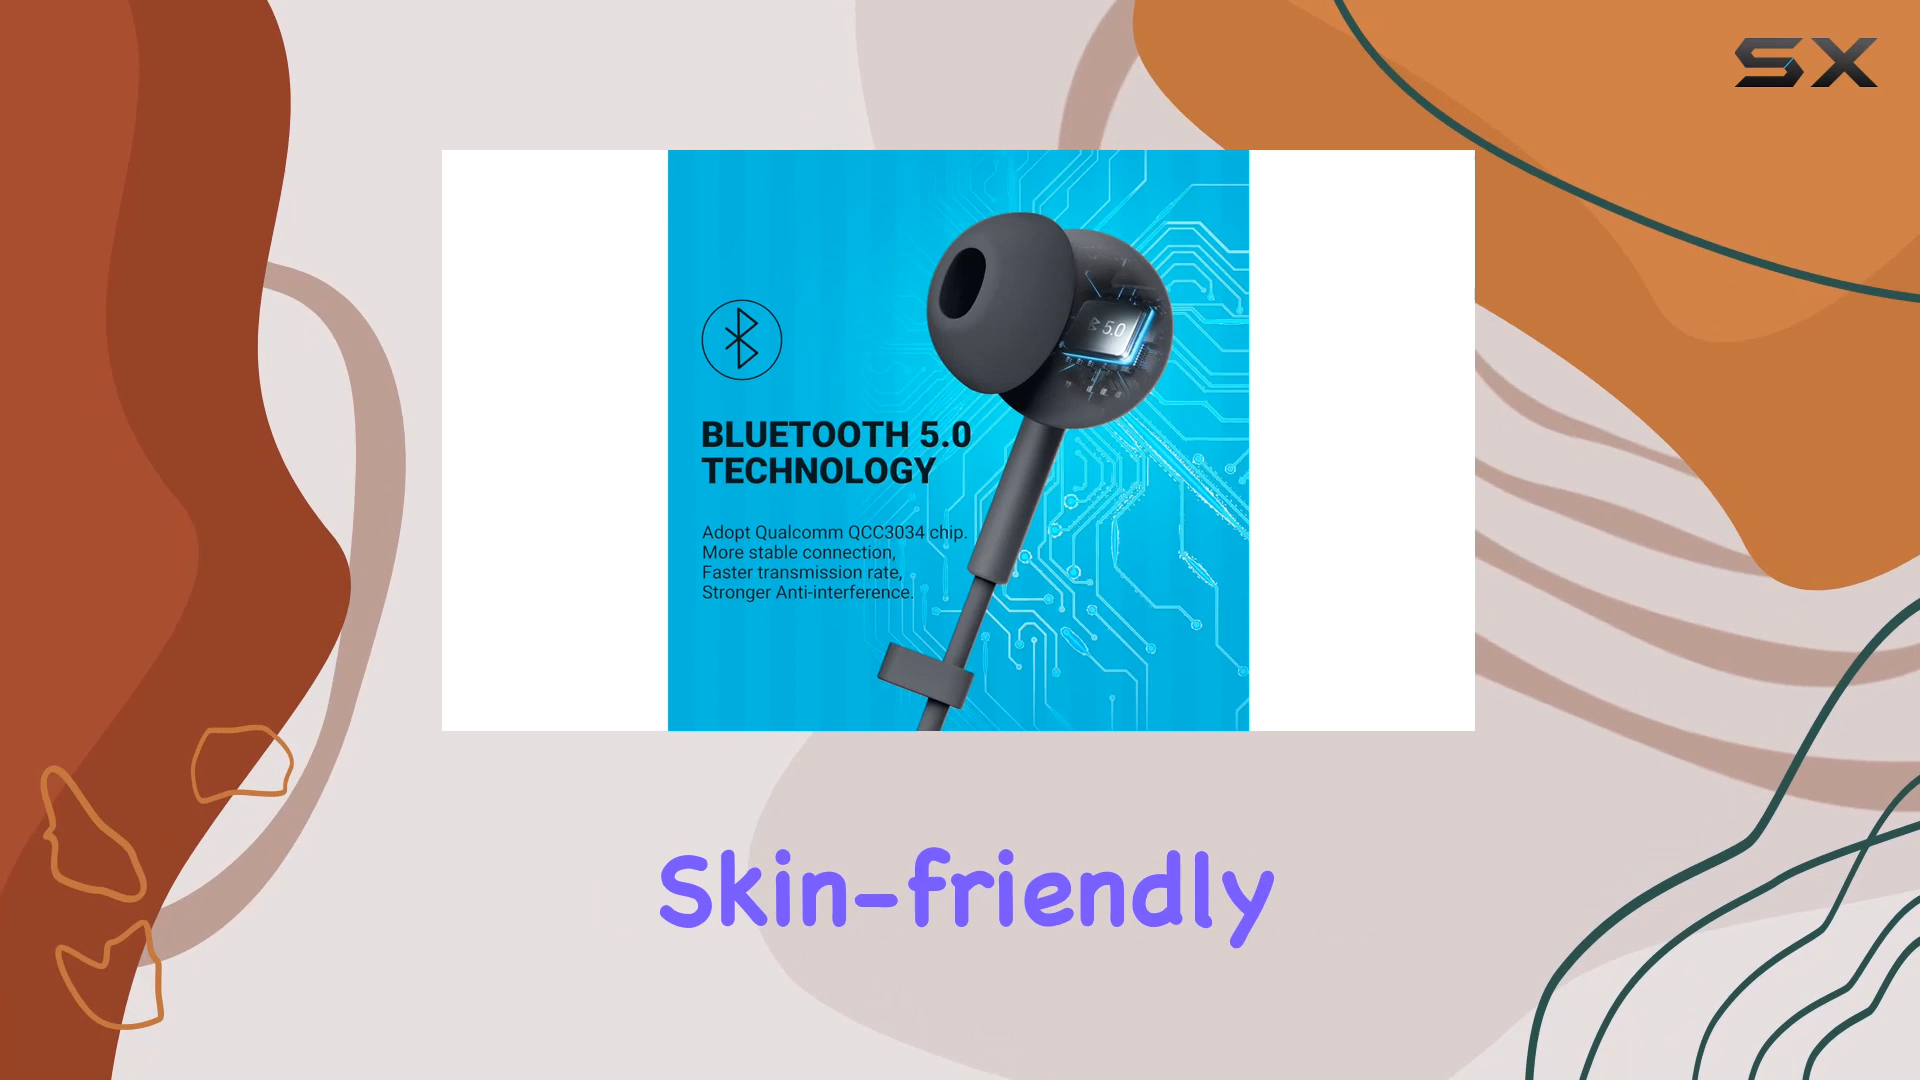 SX
5.0
BLUETOOTH 5.0
TECHNOLOGY
Adopt Qualcomm QCC3034 chip.
More stable connection,
Faster transmission rate,
Stronger Anti-interference.
Skin-friendly